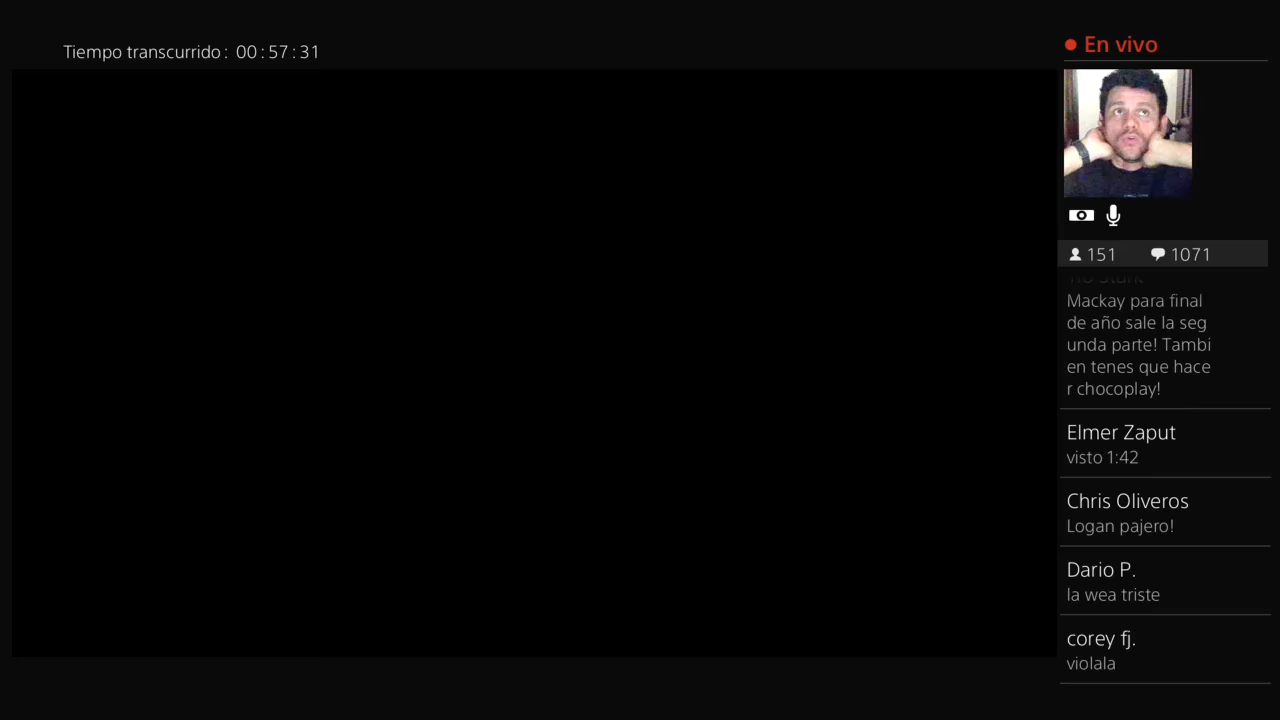 Tiempo transcurrido : 00 : 57 : 31
En vivo
151 1071
Mackay para final
de año sale la seg
unda parte! Tambi
en tenes que hace
r chocoplay!
Elmer Zaput
visto 1:42
Chris Oliveros
Logan pajero!
Dario P.
la wea triste
corey fj.
violala